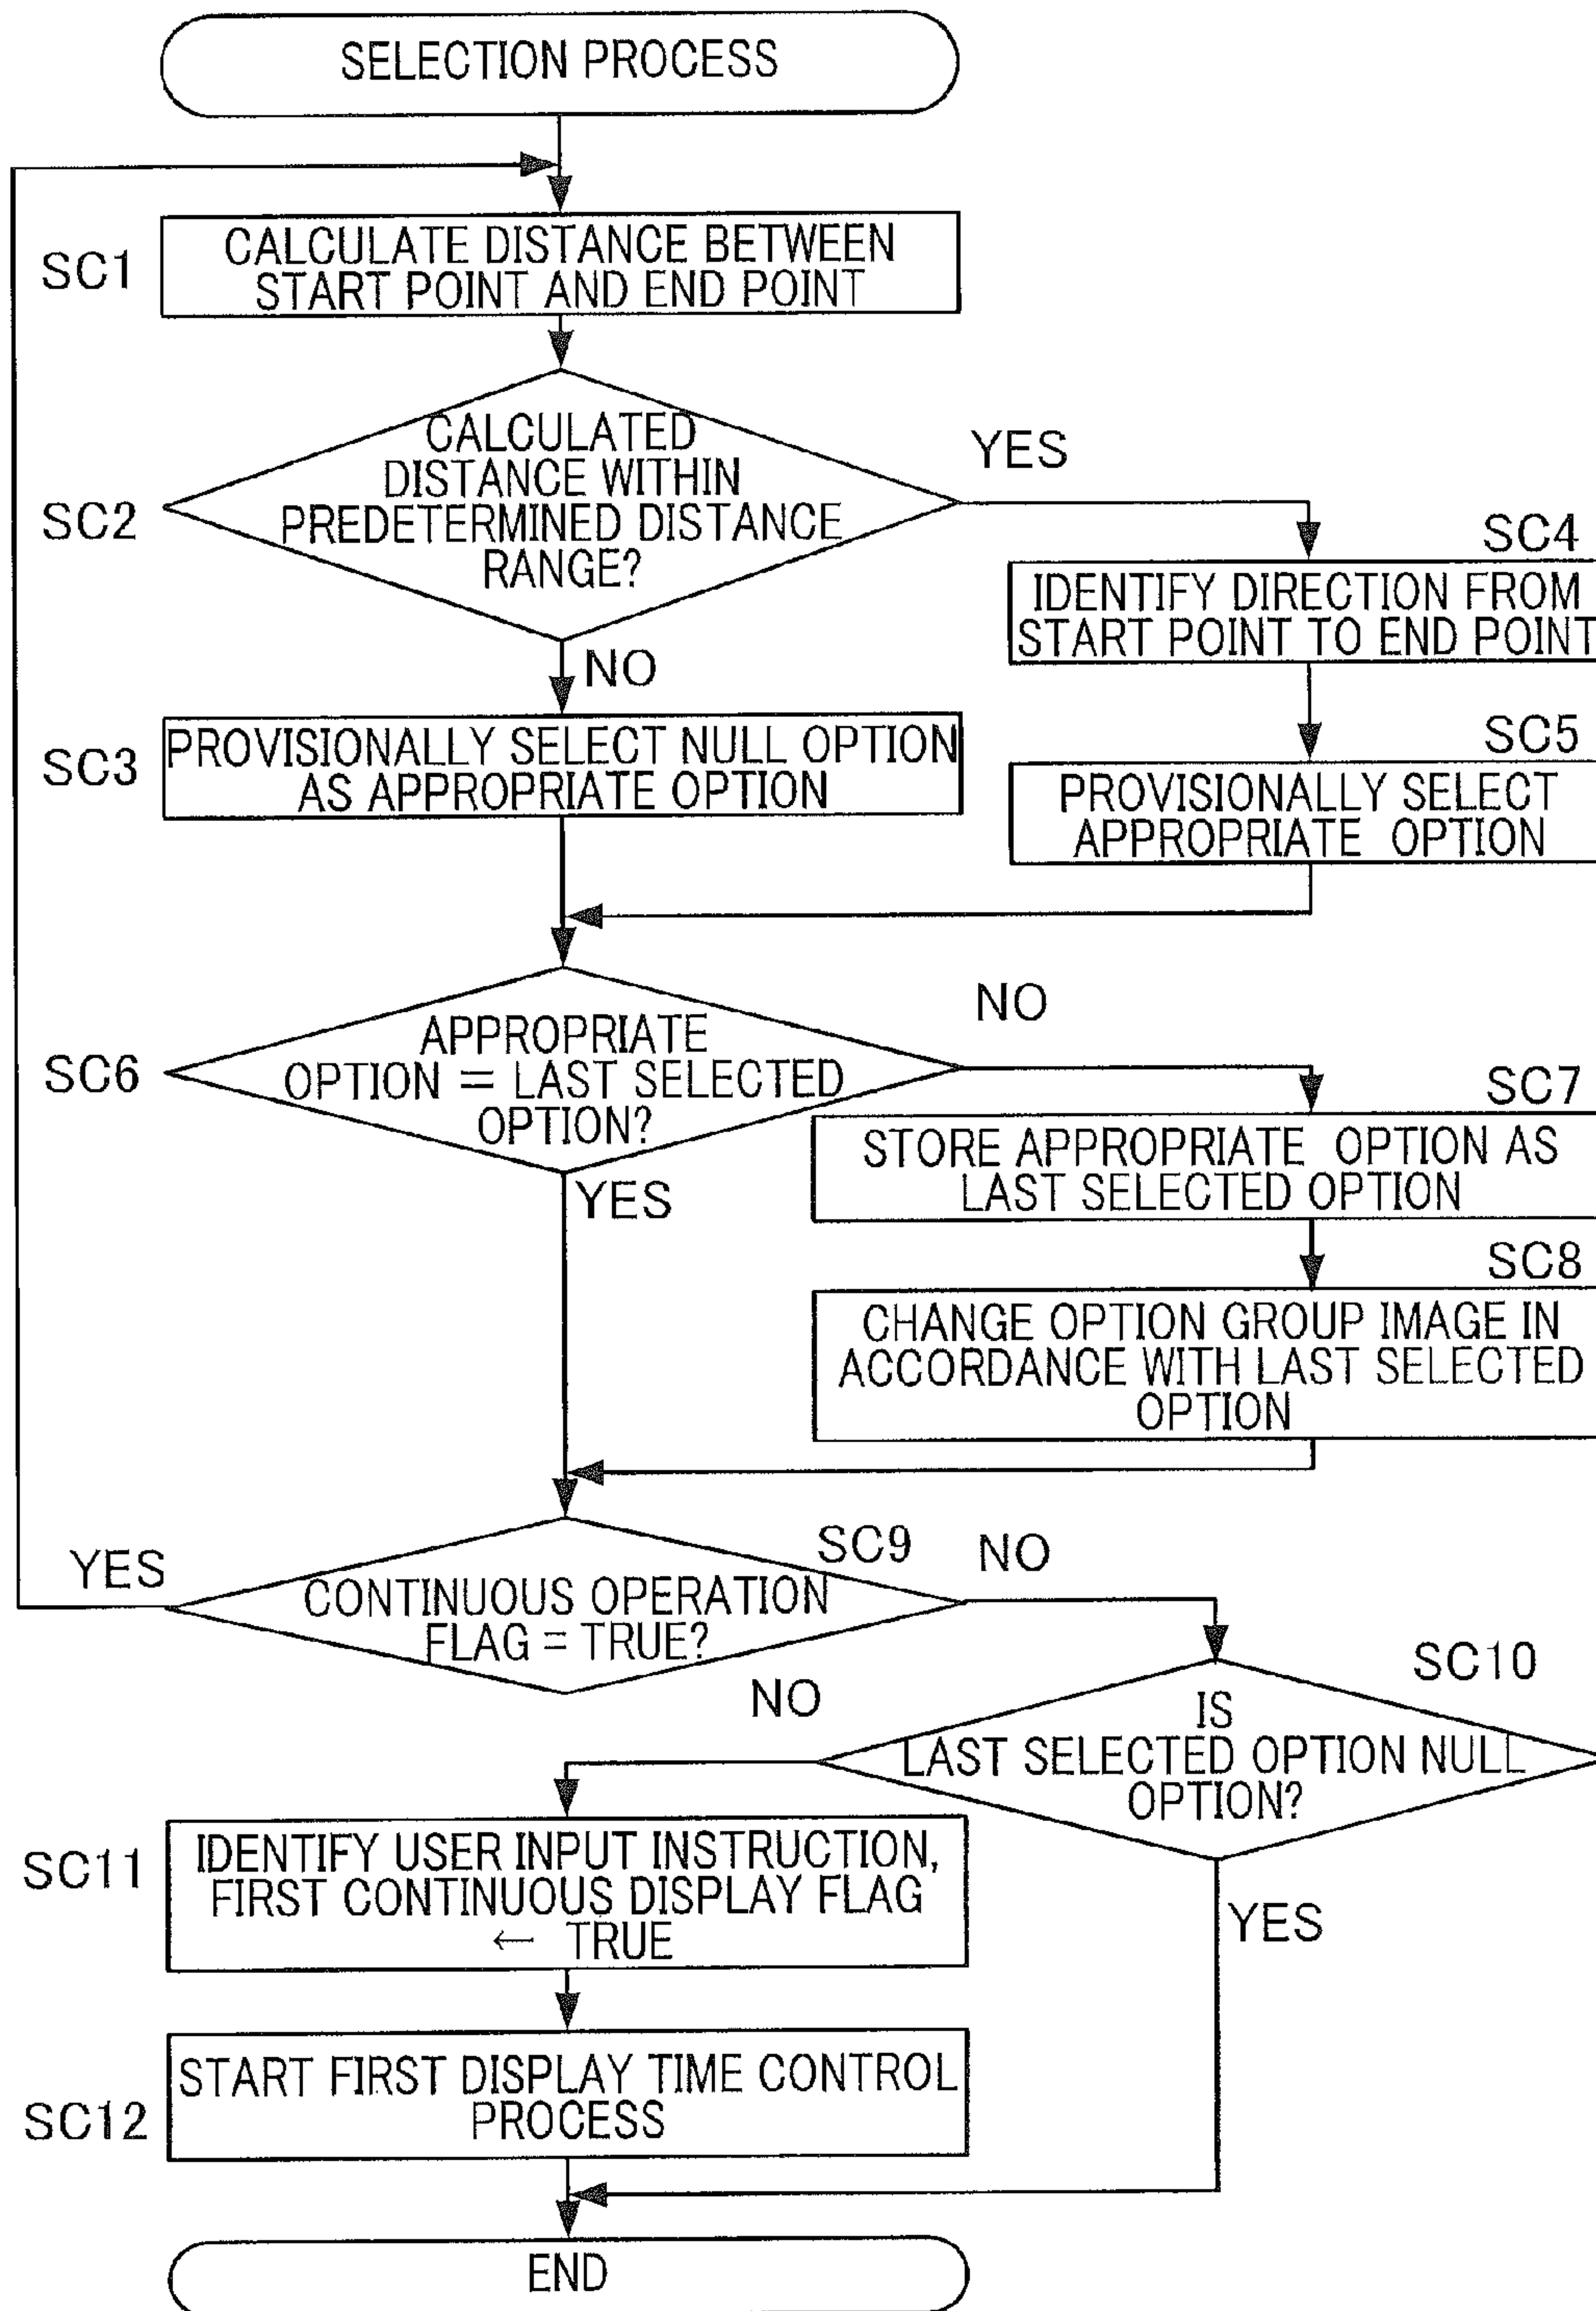 SELECTION PROCESS
SC1
CALCULATE DISTANCE BETWEEN
START POINT AND END POINT
SC2
CALCULATED
DISTANCE WITHIN
PREDETERMINED DISTANCE
RANGE?
YES
NO
SC4
IDENTIFY DIRECTION FROM
START POINT TO END POINT
SC3
PROVISIONALLY SELECT NULL OPTION
AS APPROPRIATE OPTION
SC5
PROVISIONALLY SELECT
APPROPRIATE OPTION
SC6
APPROPRIATE
OPTION = LAST SELECTED
OPTION?
NO
YES
SC7
STORE APPROPRIATE OPTION AS
LAST SELECTED OPTION
SC8
CHANGE OPTION GROUP IMAGE IN
ACCORDANCE WITH LAST SELECTED
OPTION
YES
SC9
NO
CONTINUOUS OPERATION
FLAG = TRUE?
SC10
NO
IS
LAST SELECTED OPTION NULL
OPTION?
YES
SC11
IDENTIFY USER INPUT INSTRUCTION,
FIRST CONTINUOUS DISPLAY FLAG
← TRUE
SC12
START FIRST DISPLAY TIME CONTROL
PROCESS
END